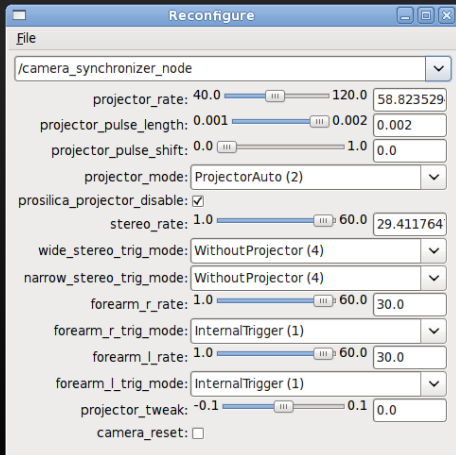 Reconfigure
File
/camera_synchronizer_node
projector_rate: 40.0 120.0 58.823529
projector_pulse_length: 0.001 0.002 0.002
projector_pulse_shift: 0.0 1.0 0.0
projector_mode: ProjectorAuto (2)
prosilica_projector_disable:
stereo_rate: 1.0 60.0 29.4117647
wide_stereo_trig_mode: WithoutProjector (4)
narrow_stereo_trig_mode: WithoutProjector (4)
forearm_r_rate: 1.0 60.0 30.0
forearm_r_trig_mode: InternalTrigger (1)
forearm_l_rate: 1.0 60.0 30.0
forearm_l_trig_mode: InternalTrigger (1)
projector_tweak: -0.1 0.1 0.0
camera_reset: